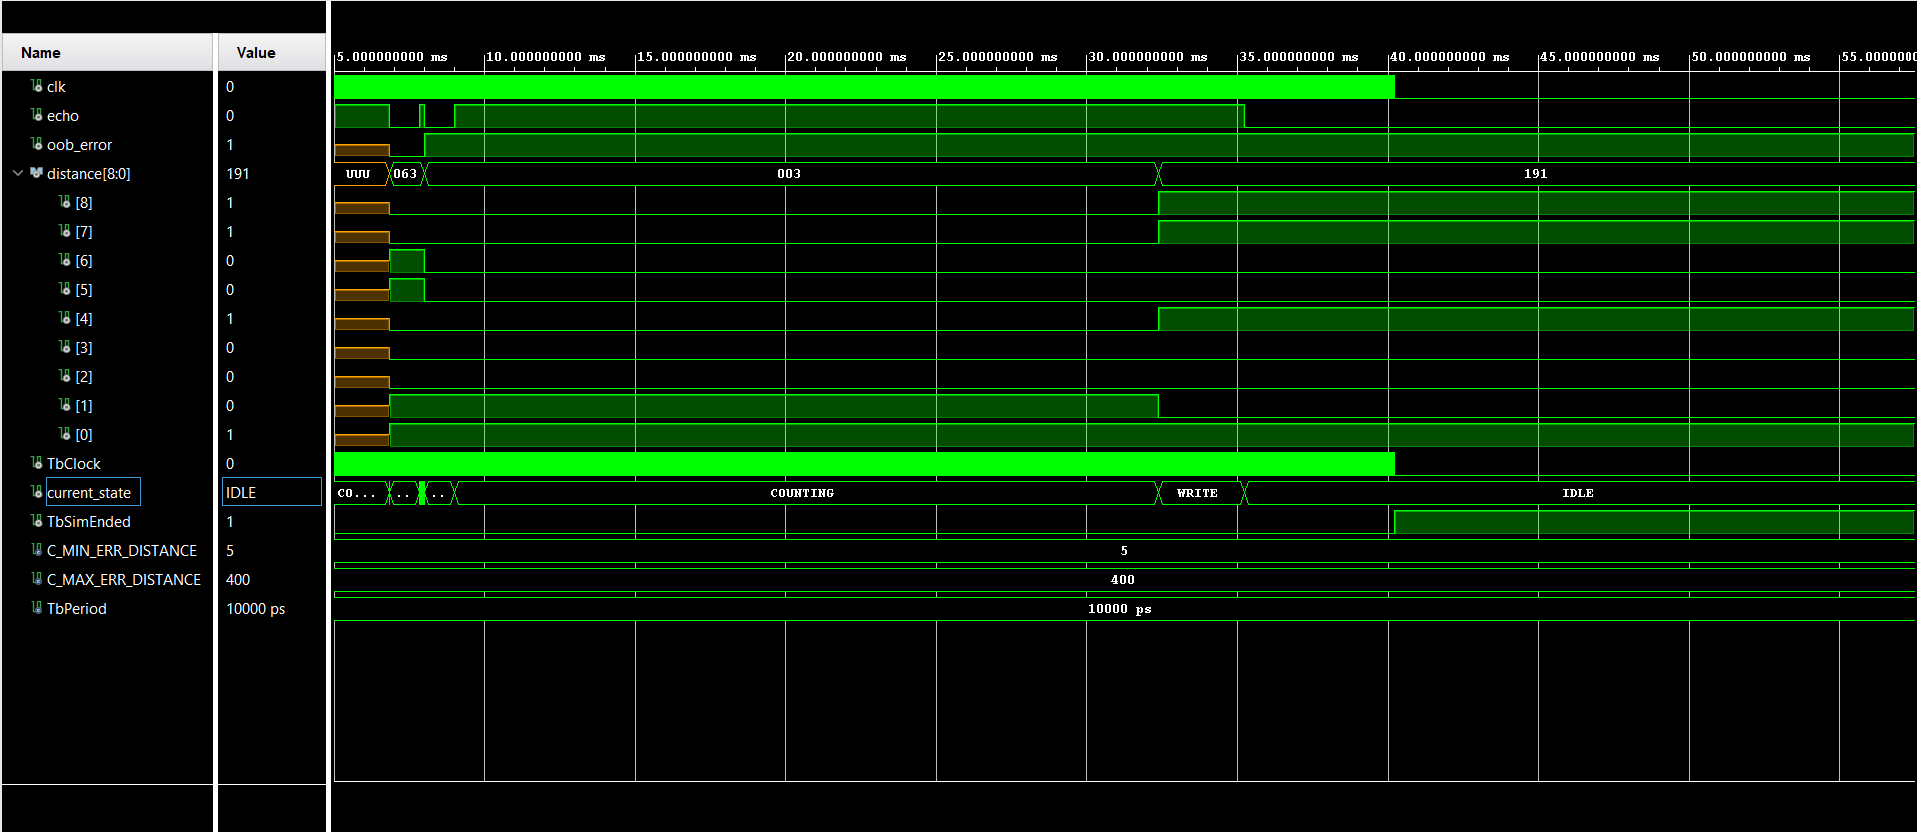 Name Value 5.000000000 ms 10.000000000 ms 15.000000000 ms 20.000000000 ms 25.000000000 ms 30.000000000 ms 35.000000000 ms 40.000000000 ms 45.000000000 ms 50.000000000 ms 55.0000000
clk 0
echo 0
oob_error 1
distance[8:0] 191 UUU 063 003 191
[8] 1
[7] 1
[6] 0
[5] 0
[4] 1
[3] 0
[2] 0
[1] 0
[0] 1
TbClock 0
current_state IDLE CO... .. .. COUNTING WRITE IDLE
TbSimEnded 1
C_MIN_ERR_DISTANCE 5 5
C_MAX_ERR_DISTANCE 400 400
TbPeriod 10000 ps 10000 ps